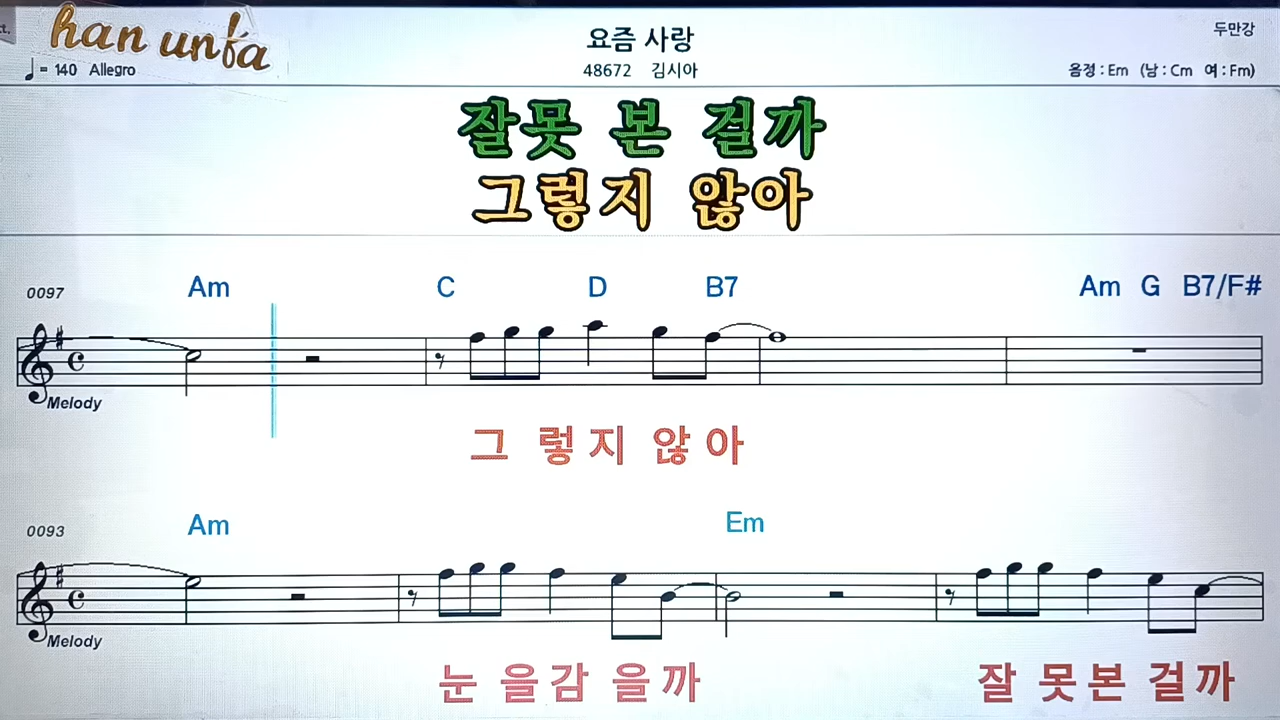 ct.
han unfa
요즘 사랑
두만강
♩ = 140 Allegro
48672 김시아
음정 : Em (남 : Cm 여 : Fm)
잘못 본 걸까
그렇지 않아
0097 Am C D B7 Am G B7/F#
Melody
그 렇지 않 아
0093 Am Em
Melody
눈 을감 을까 잘 못본 걸까